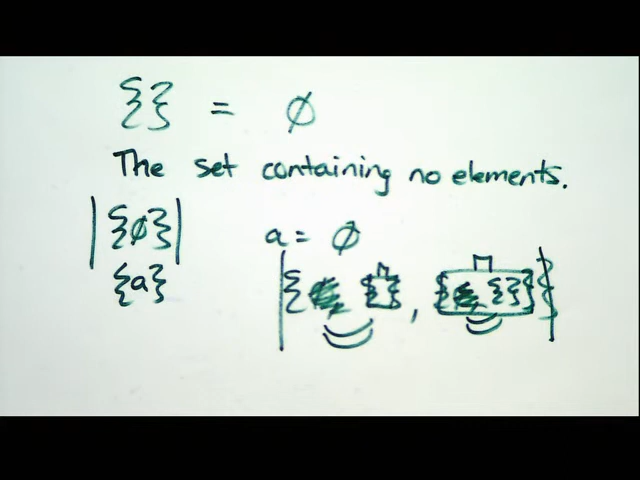 {} = ∅
The set containing no elements.
|{∅}|
a = ∅
{a}
|{ {}, { {}}}|